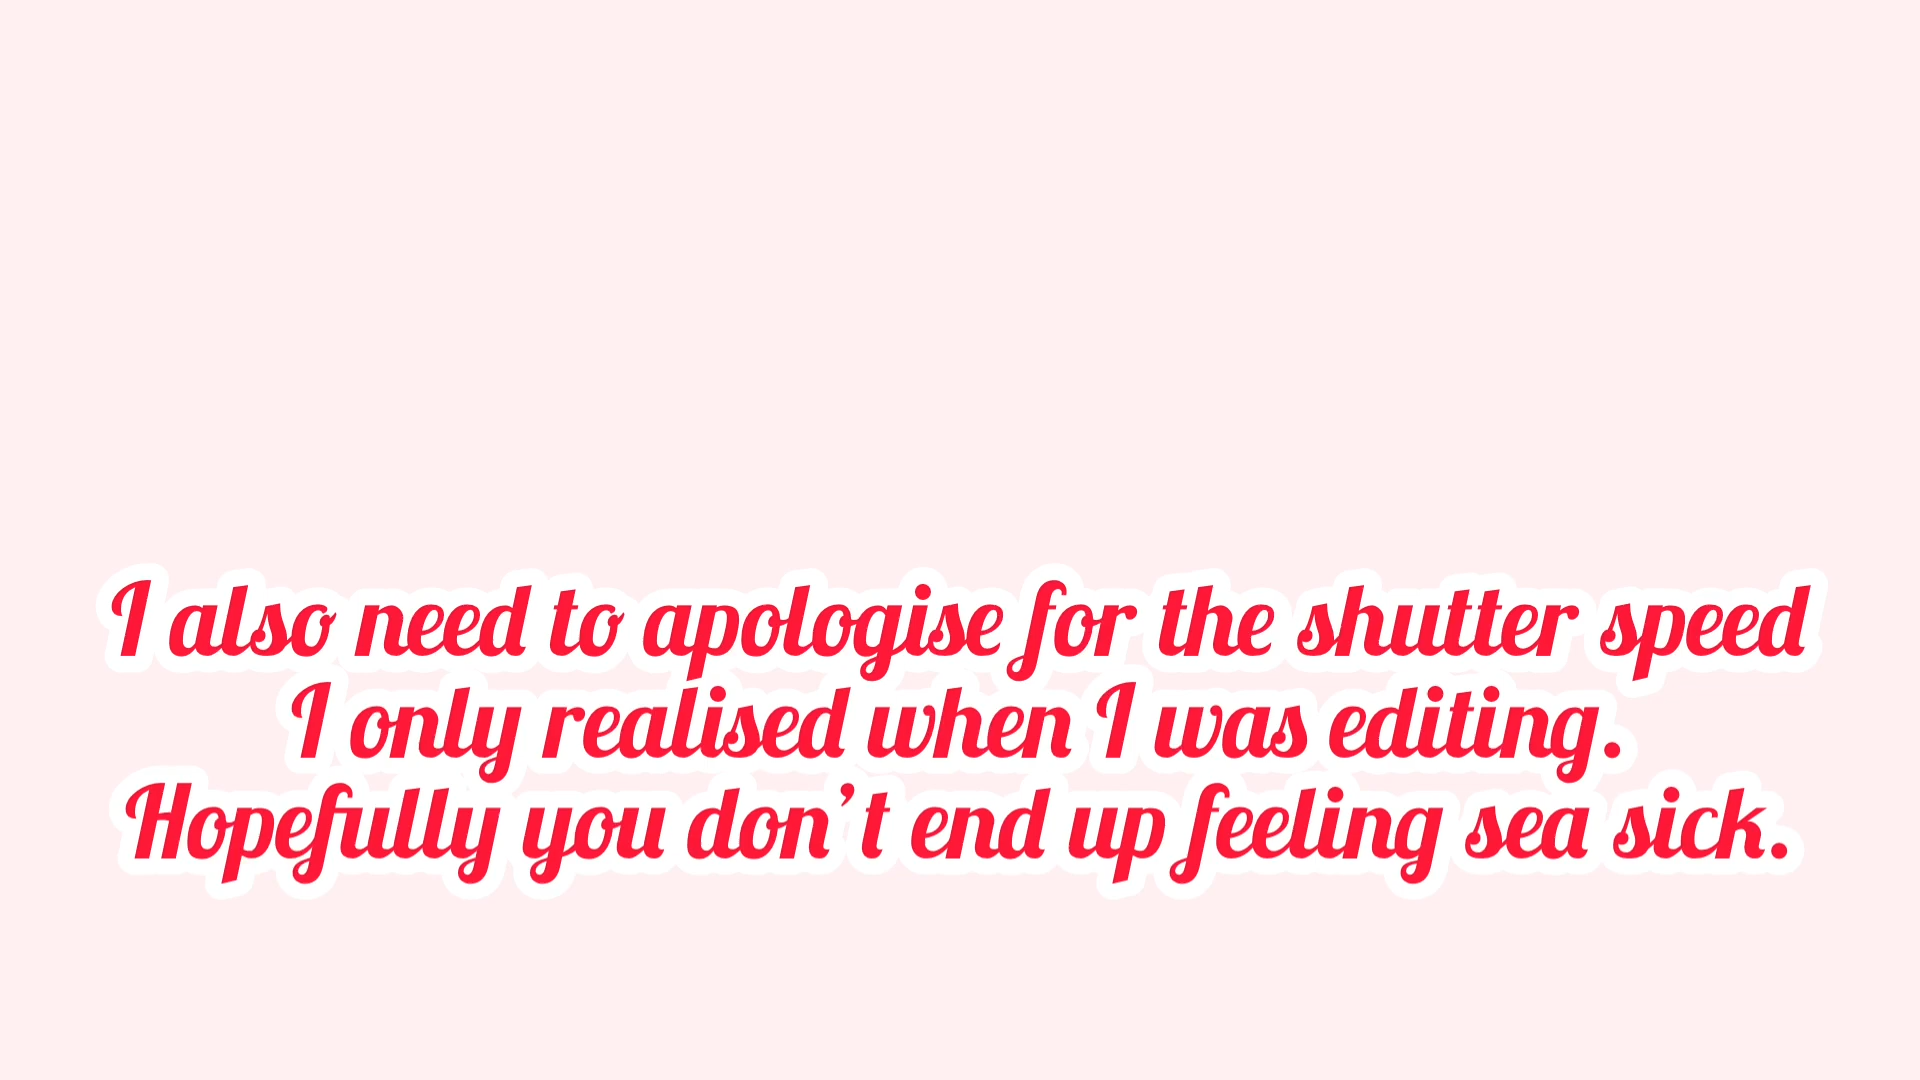 I also need to apologise for the shutter speed
I only realised when I was editing.
Hopefully you don't end up feeling sea sick.